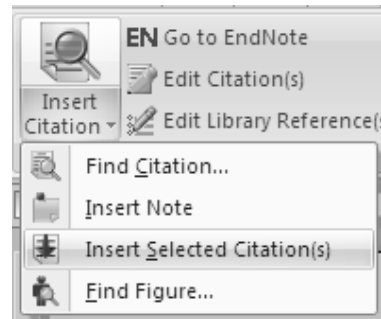 EN Go to EndNote
Edit Citation(s)
Insert
Citation
Edit Library Reference(
Find Citation...
Insert Note
Insert Selected Citation(s)
Find Figure...